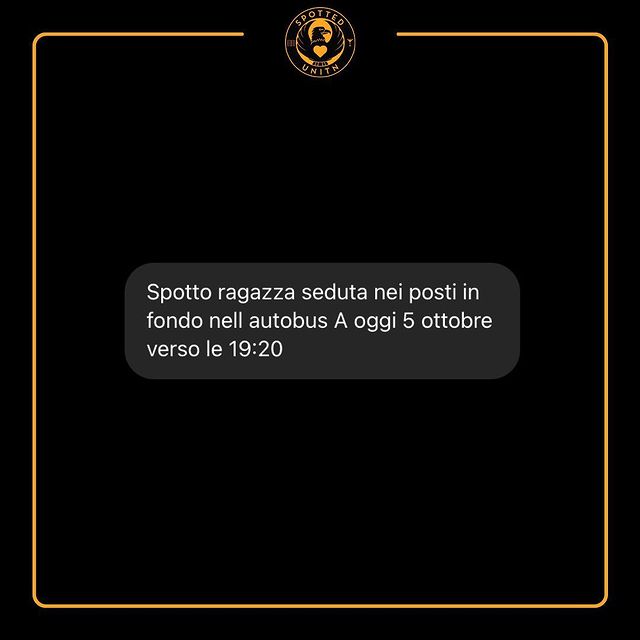 SPOTTED
UNITN
Spotto ragazza seduta nei posti in
fondo nell autobus A oggi 5 ottobre
verso le 19:20